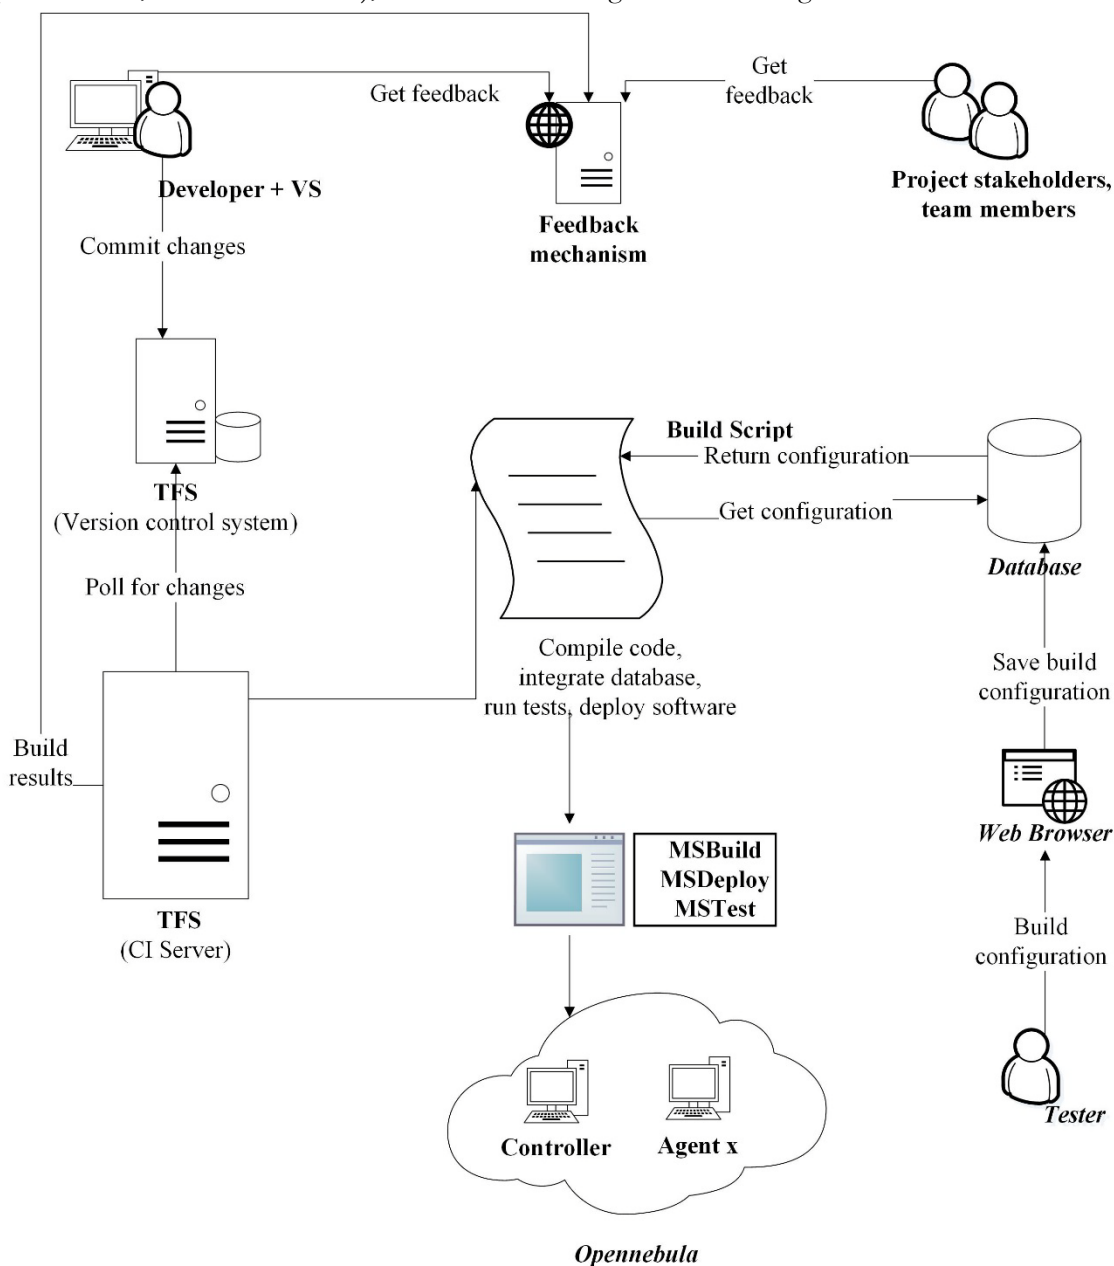 Get feedback
Get
feedback
Developer + VS
Feedback
mechanism
Project stakeholders,
team members
Commit changes
TFS
(Version control system)
Build Script
Return configuration
Get configuration
Database
Poll for changes
Compile code,
integrate database,
run tests, deploy software
Save build
configuration
Build
results
Web Browser
MSBuild
MSDeploy
MSTest
TFS
(CI Server)
Build
configuration
Controller
Agent x
Tester
Opennebula